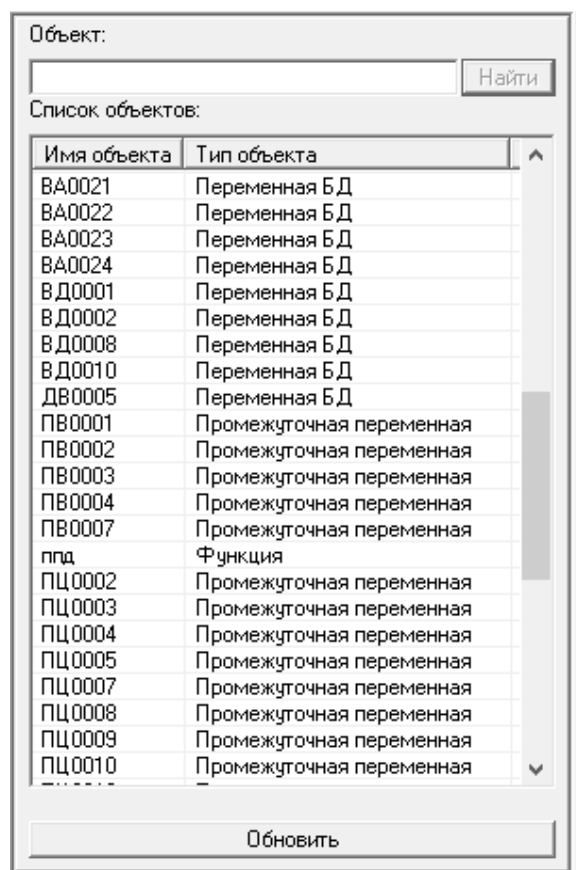 Объект:
Найти
Список объектов:
Имя объекта Тип объекта
ВА0021 Переменная БД
ВА0022 Переменная БД
ВА0023 Переменная БД
ВА0024 Переменная БД
ВД0001 Переменная БД
ВД0002 Переменная БД
ВД0008 Переменная БД
ВД0010 Переменная БД
ДВ0005 Переменная БД
ПВ0001 Промежуточная переменная
ПВ0002 Промежуточная переменная
ПВ0003 Промежуточная переменная
ПВ0004 Промежуточная переменная
ПВ0007 Промежуточная переменная
ппд Функция
ПЦ0002 Промежуточная переменная
ПЦ0003 Промежуточная переменная
ПЦ0004 Промежуточная переменная
ПЦ0005 Промежуточная переменная
ПЦ0007 Промежуточная переменная
ПЦ0008 Промежуточная переменная
ПЦ0009 Промежуточная переменная
ПЦ0010 Промежуточная переменная
Обновить